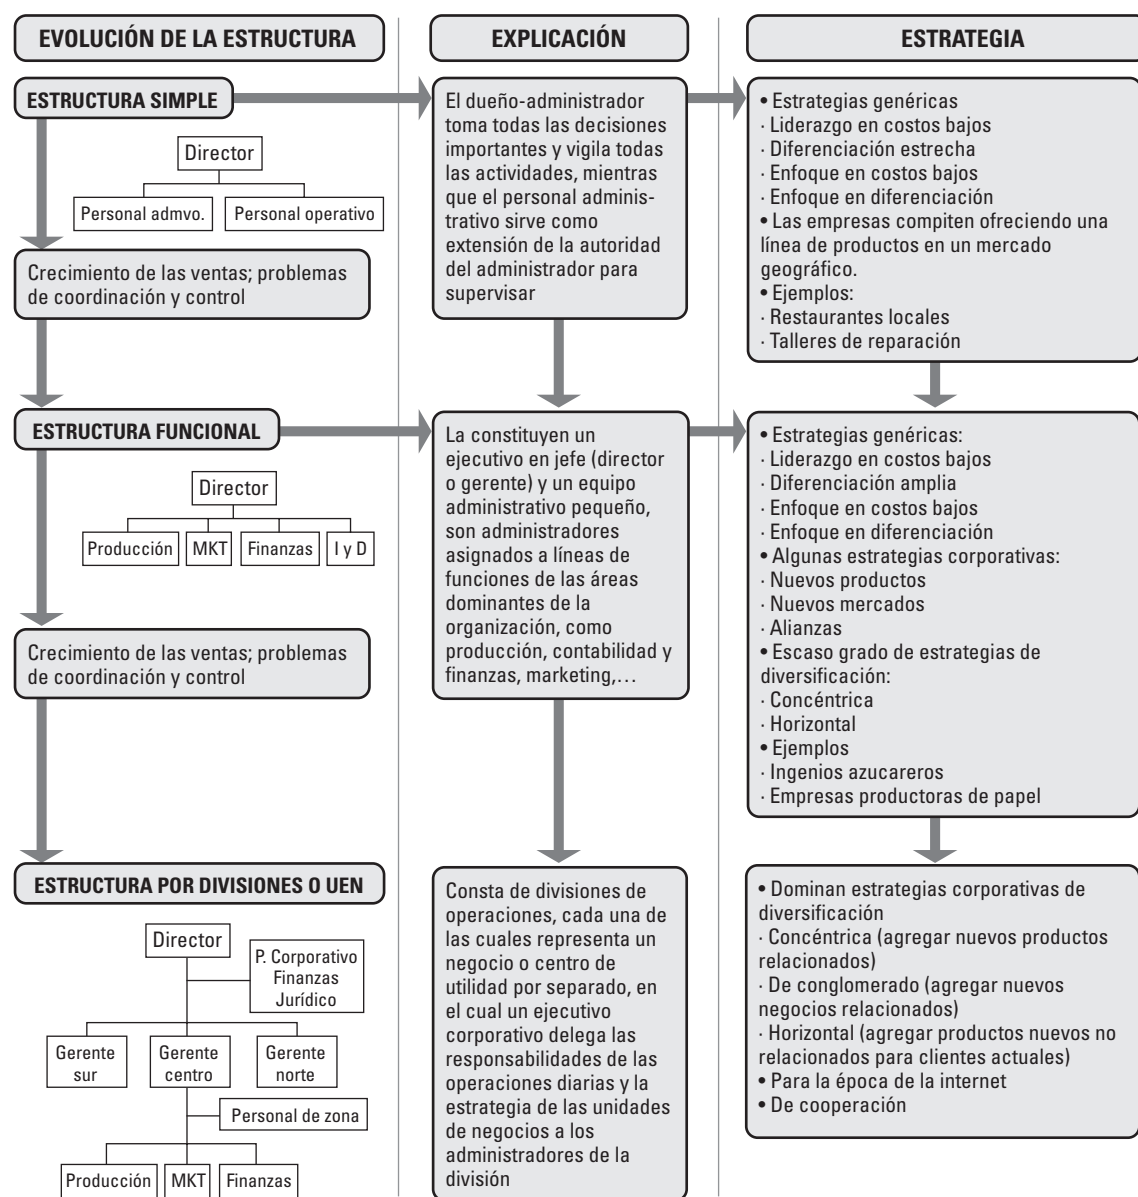 EVOLUCIÓN DE LA ESTRUCTURA
EXPLICACIÓN
ESTRATEGIA
ESTRUCTURA SIMPLE
Director
Personal admvo.
Personal operativo
Crecimiento de las ventas; problemas
de coordinación y control
El dueño-administrador
toma todas las decisiones
importantes y vigila todas
las actividades, mientras
que el personal adminis-
trativo sirve como
extensión de la autoridad
del administrador para
supervisar
• Estrategias genéricas
· Liderazgo en costos bajos
· Diferenciación estrecha
· Enfoque en costos bajos
· Enfoque en diferenciación
• Las empresas compiten ofreciendo una
línea de productos en un mercado
geográfico.
• Ejemplos:
· Restaurantes locales
· Talleres de reparación
ESTRUCTURA FUNCIONAL
Director
Producción
MKT
Finanzas
I y D
Crecimiento de las ventas; problemas
de coordinación y control
La constituyen un
ejecutivo en jefe (director
o gerente) y un equipo
administrativo pequeño,
son administradores
asignados a líneas de
funciones de las áreas
dominantes de la
organización, como
producción, contabilidad y
finanzas, marketing,…
• Estrategias genéricas:
· Liderazgo en costos bajos
· Diferenciación amplia
· Enfoque en costos bajos
· Enfoque en diferenciación
• Algunas estrategias corporativas:
· Nuevos productos
· Nuevos mercados
· Alianzas
• Escaso grado de estrategias de
diversificación:
· Concéntrica
· Horizontal
• Ejemplos
· Ingenios azucareros
· Empresas productoras de papel
ESTRUCTURA POR DIVISIONES O UEN
Director
P. Corporativo
Finanzas
Jurídico
Gerente
sur
Gerente
centro
Gerente
norte
Personal de zona
Producción
MKT
Finanzas
Consta de divisiones de
operaciones, cada una de
las cuales representa un
negocio o centro de
utilidad por separado, en
el cual un ejecutivo
corporativo delega las
responsabilidades de las
operaciones diarias y la
estrategia de las unidades
de negocios a los
administradores de la
división
• Dominan estrategias corporativas de
diversificación
· Concéntrica (agregar nuevos productos
relacionados)
· De conglomerado (agregar nuevos
negocios relacionados)
· Horizontal (agregar productos nuevos no
relacionados para clientes actuales)
• Para la época de la internet
• De cooperación